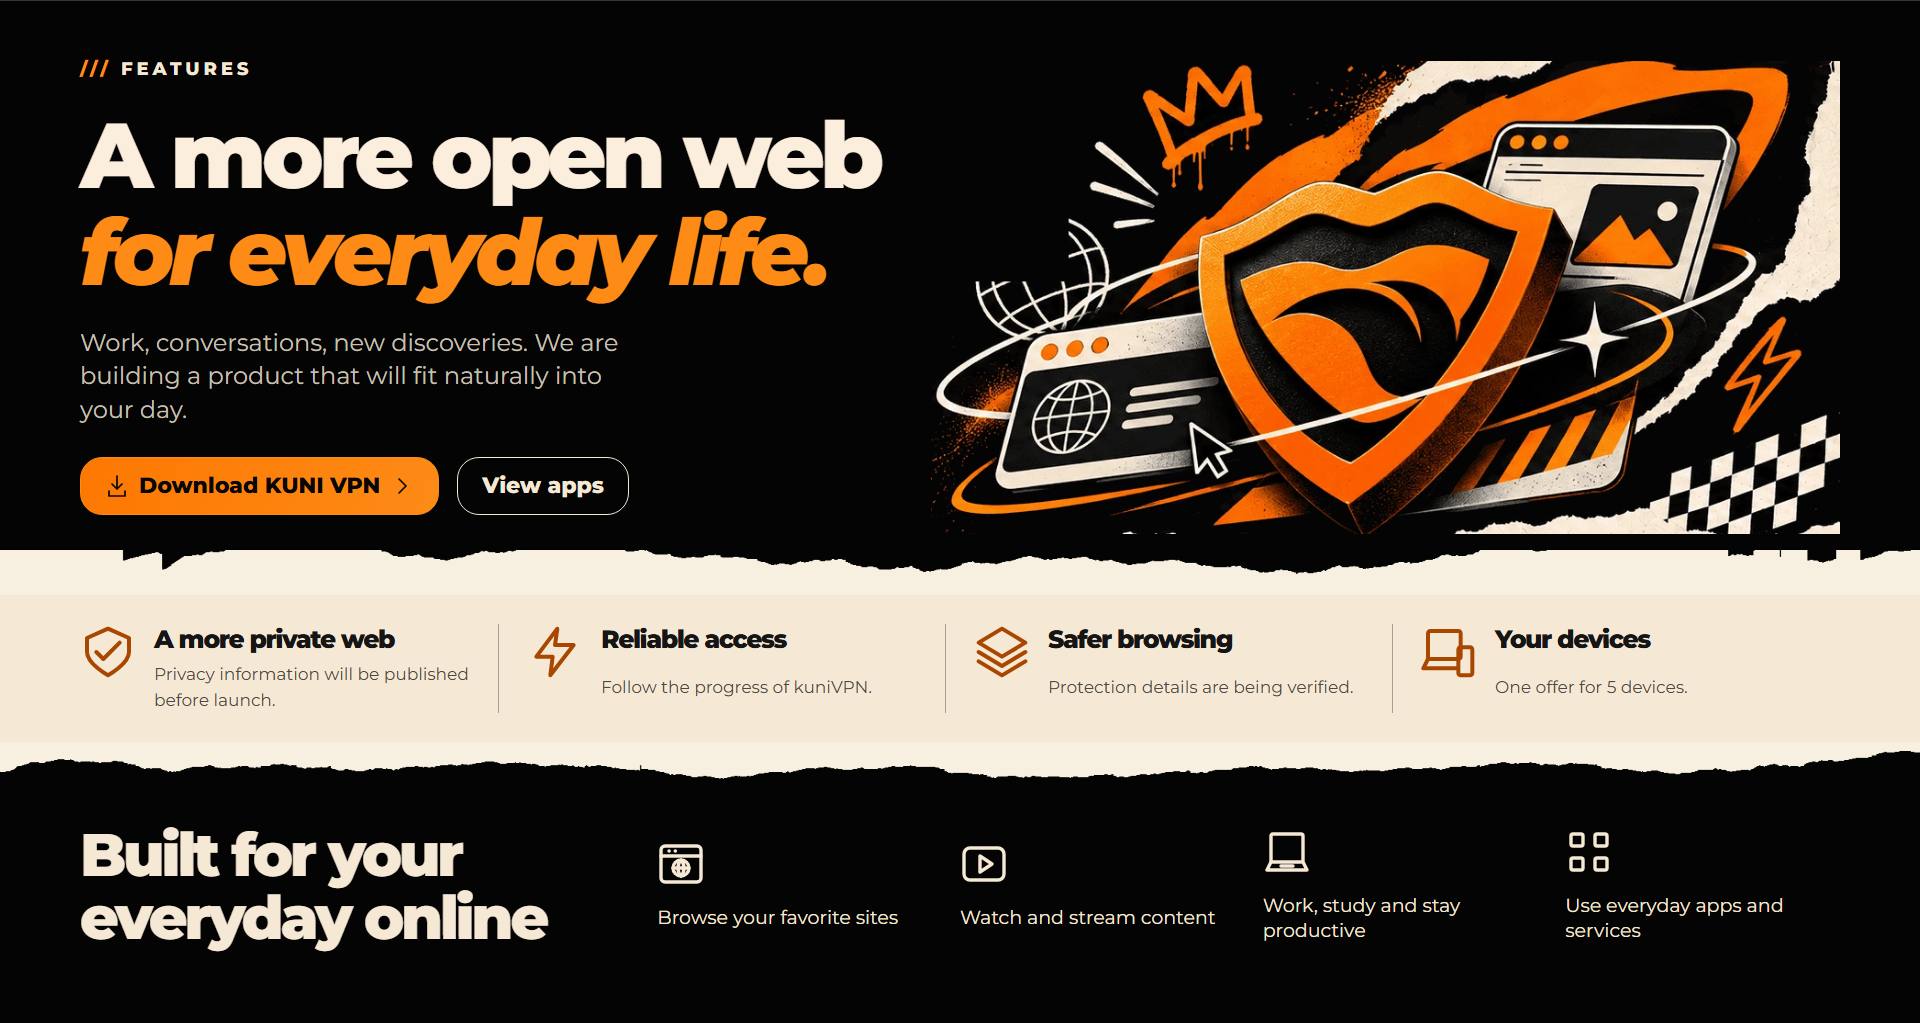 /// FEATURES
A more open web
for everyday life.
Work, conversations, new discoveries. We are
building a product that will fit naturally into
your day.
Download KUNI VPN
View apps
A more private web
Privacy information will be published
before launch.
Reliable access
Follow the progress of kuniVPN.
Safer browsing
Protection details are being verified.
Your devices
One offer for 5 devices.
Built for your
everyday online
Browse your favorite sites
Watch and stream content
Work, study and stay
productive
Use everyday apps and
services